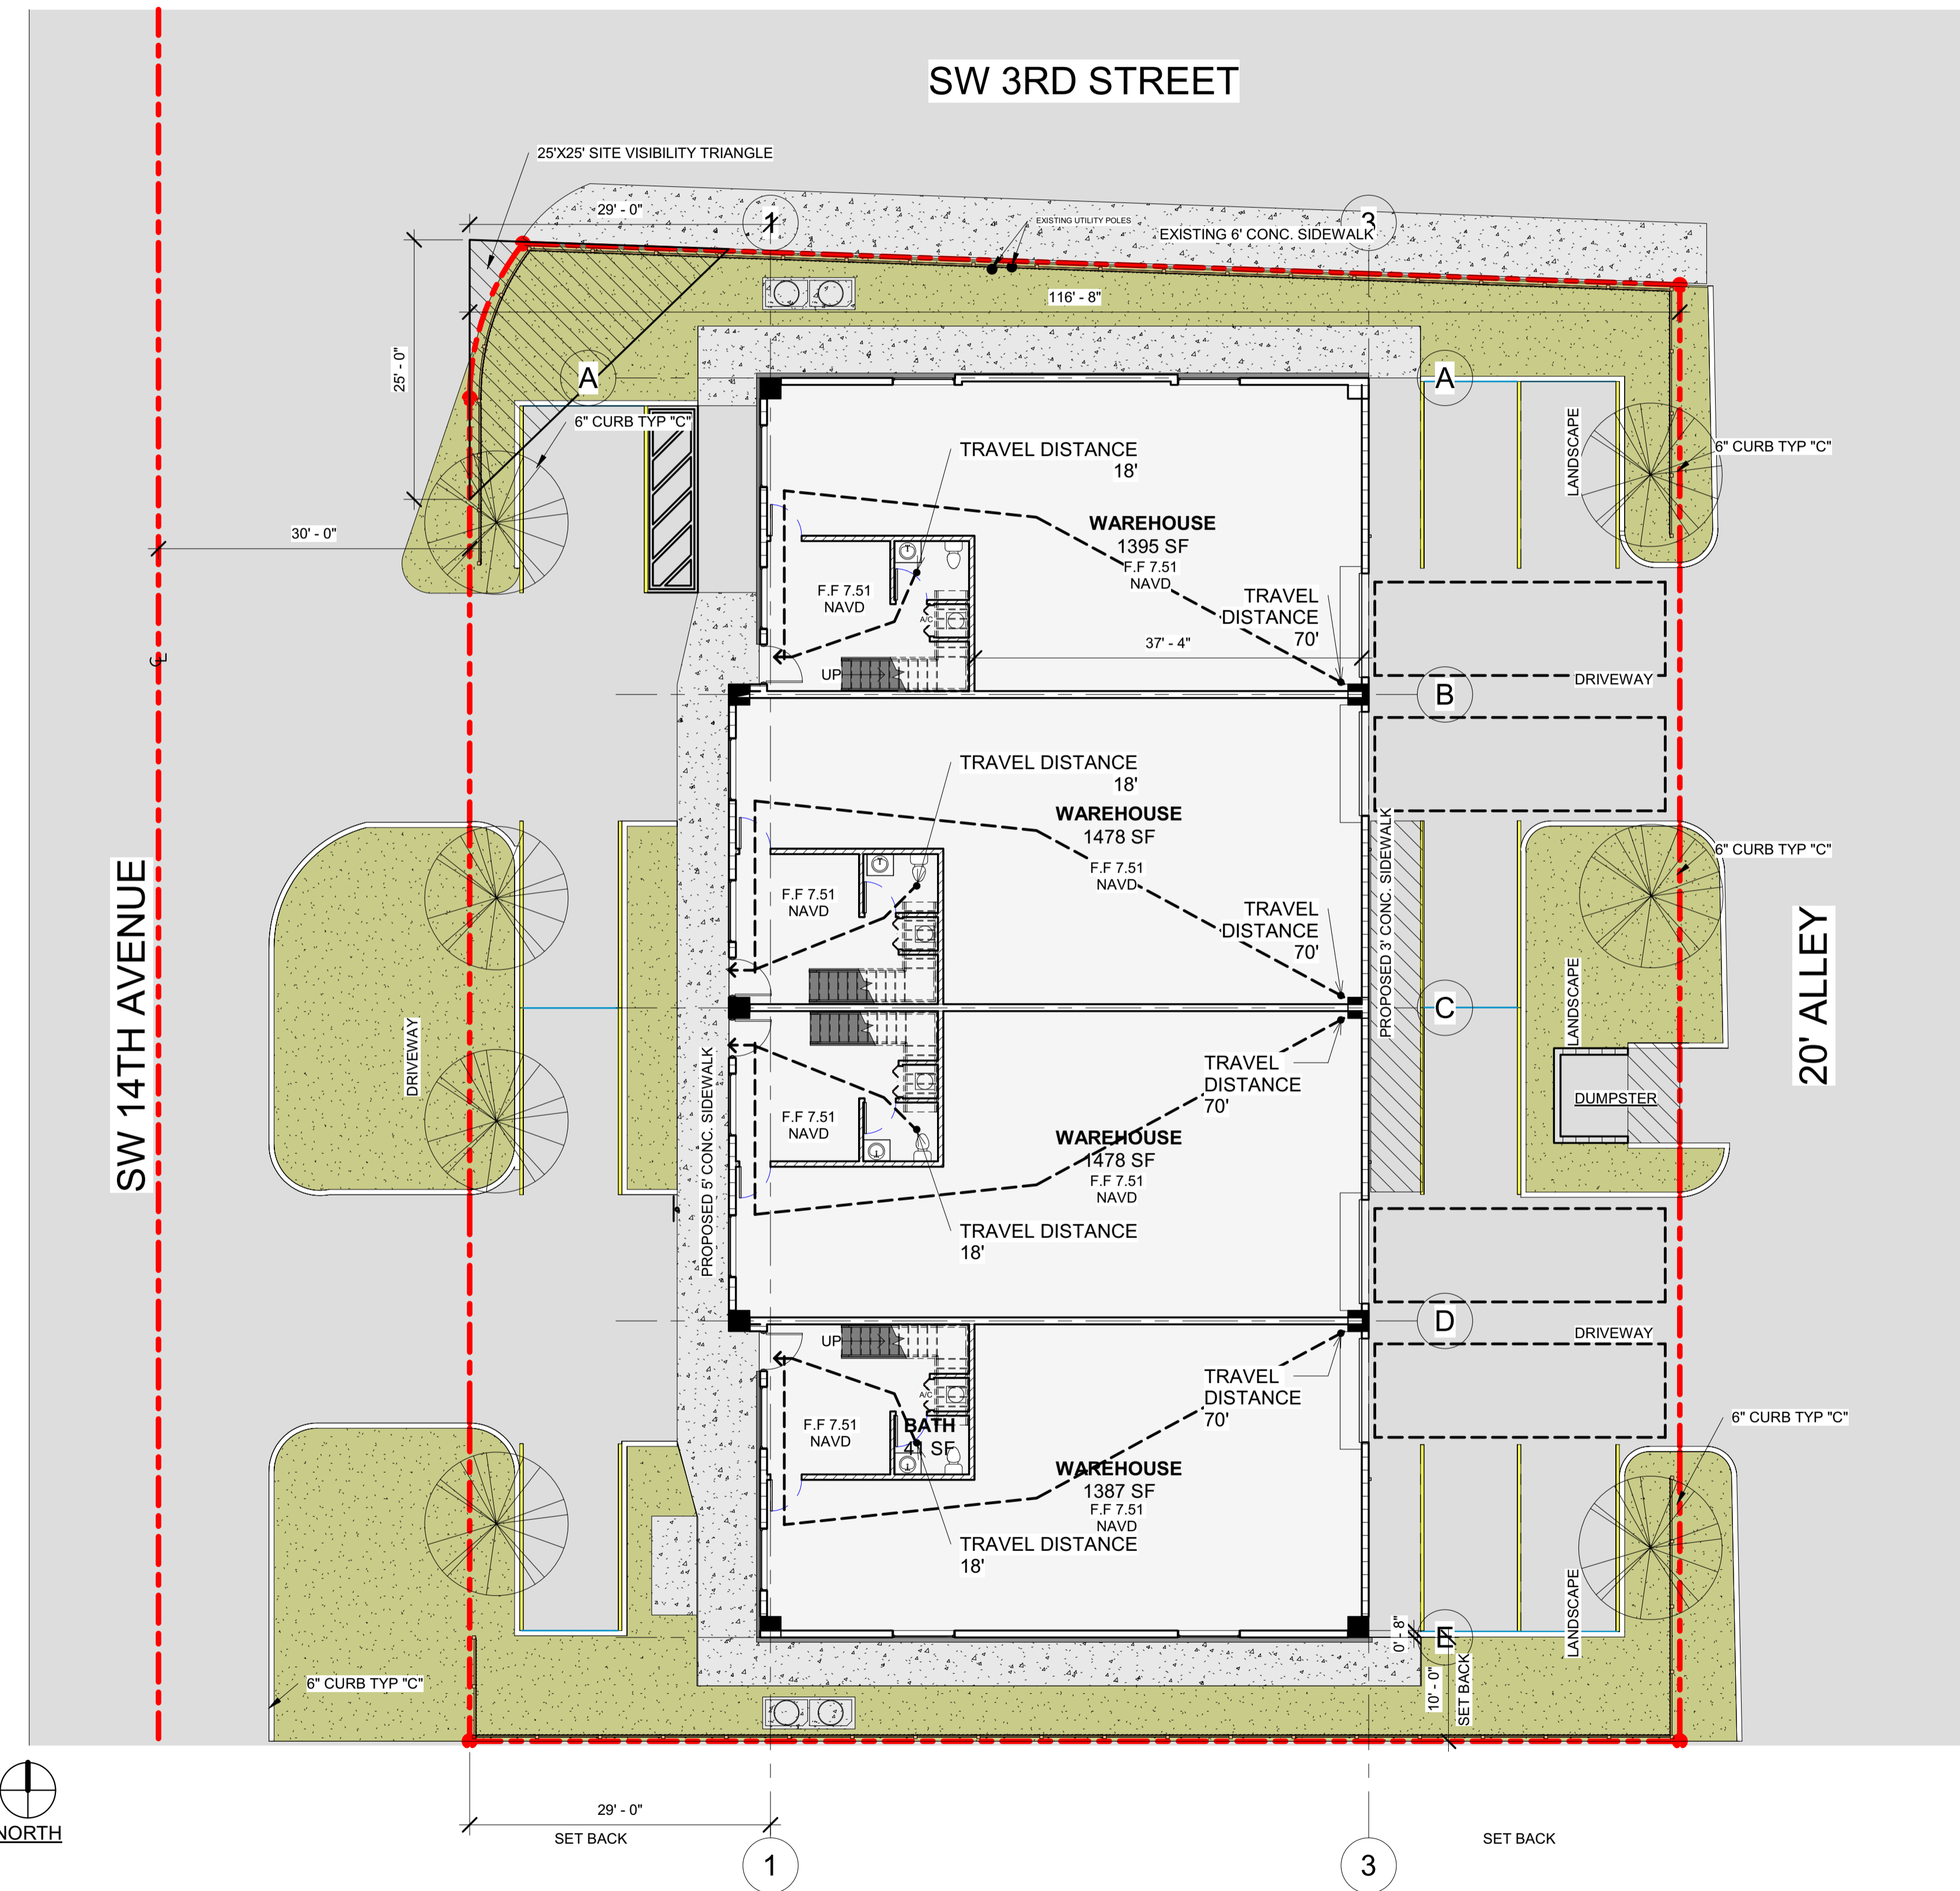 SW 3RD STREET
25'X25' SITE VISIBILITY TRIANGLE
29' - 0"
1
EXISTING UTILITY POLES
3
EXISTING 6' CONC. SIDEWALK
116' - 8"
25' - 0"
A
A
6" CURB TYP "C"
LANDSCAPE
6" CURB TYP "C"
TRAVEL DISTANCE
18'
30' - 0"
WAREHOUSE
1395 SF
F.F 7.51
NAVD
F.F 7.51
NAVD
A/C
TRAVEL
DISTANCE
70'
37' - 4"
UP
℄
DRIVEWAY
B
TRAVEL DISTANCE
18'
WAREHOUSE
1478 SF
F.F 7.51
NAVD
F.F 7.51
NAVD
TRAVEL
DISTANCE
70'
PROPOSED 3' CONC. SIDEWALK
6" CURB TYP "C"
SW 14TH AVENUE
20' ALLEY
C
LANDSCAPE
DRIVEWAY
PROPOSED 5' CONC. SIDEWALK
TRAVEL
DISTANCE
70'
DUMPSTER
F.F 7.51
NAVD
WAREHOUSE
1478 SF
F.F 7.51
NAVD
TRAVEL DISTANCE
18'
D
DRIVEWAY
UP
A/C
TRAVEL
DISTANCE
70'
6" CURB TYP "C"
F.F 7.51
NAVD
BATH
41 SF
WAREHOUSE
1387 SF
F.F 7.51
NAVD
TRAVEL DISTANCE
18'
LANDSCAPE
0' - 8"
E
6" CURB TYP "C"
10' - 0"
SET BACK
NORTH
29' - 0"
SET BACK
SET BACK
1
3